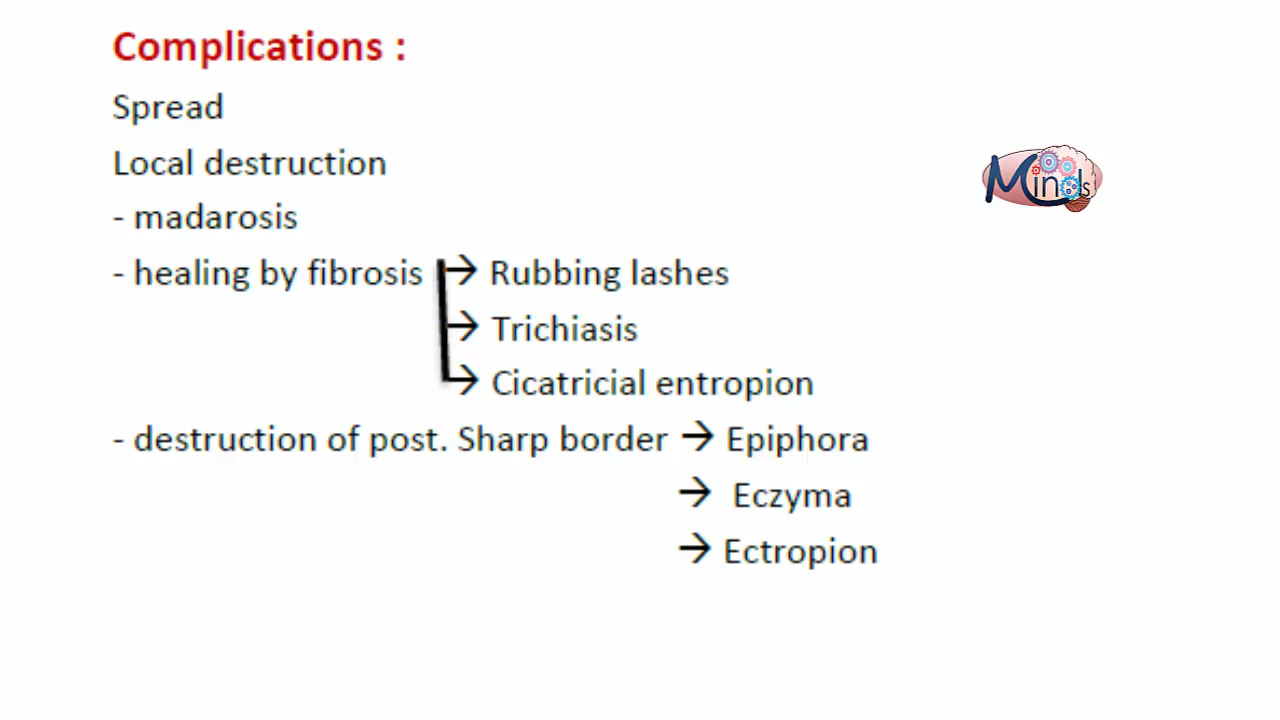 Complications :
Spread
Local destruction
- madarosis
- healing by fibrosis → Rubbing lashes
→ Trichiasis
→ Cicatricial entropion
- destruction of post. Sharp border → Epiphora
→ Eczyma
→ Ectropion
Minds